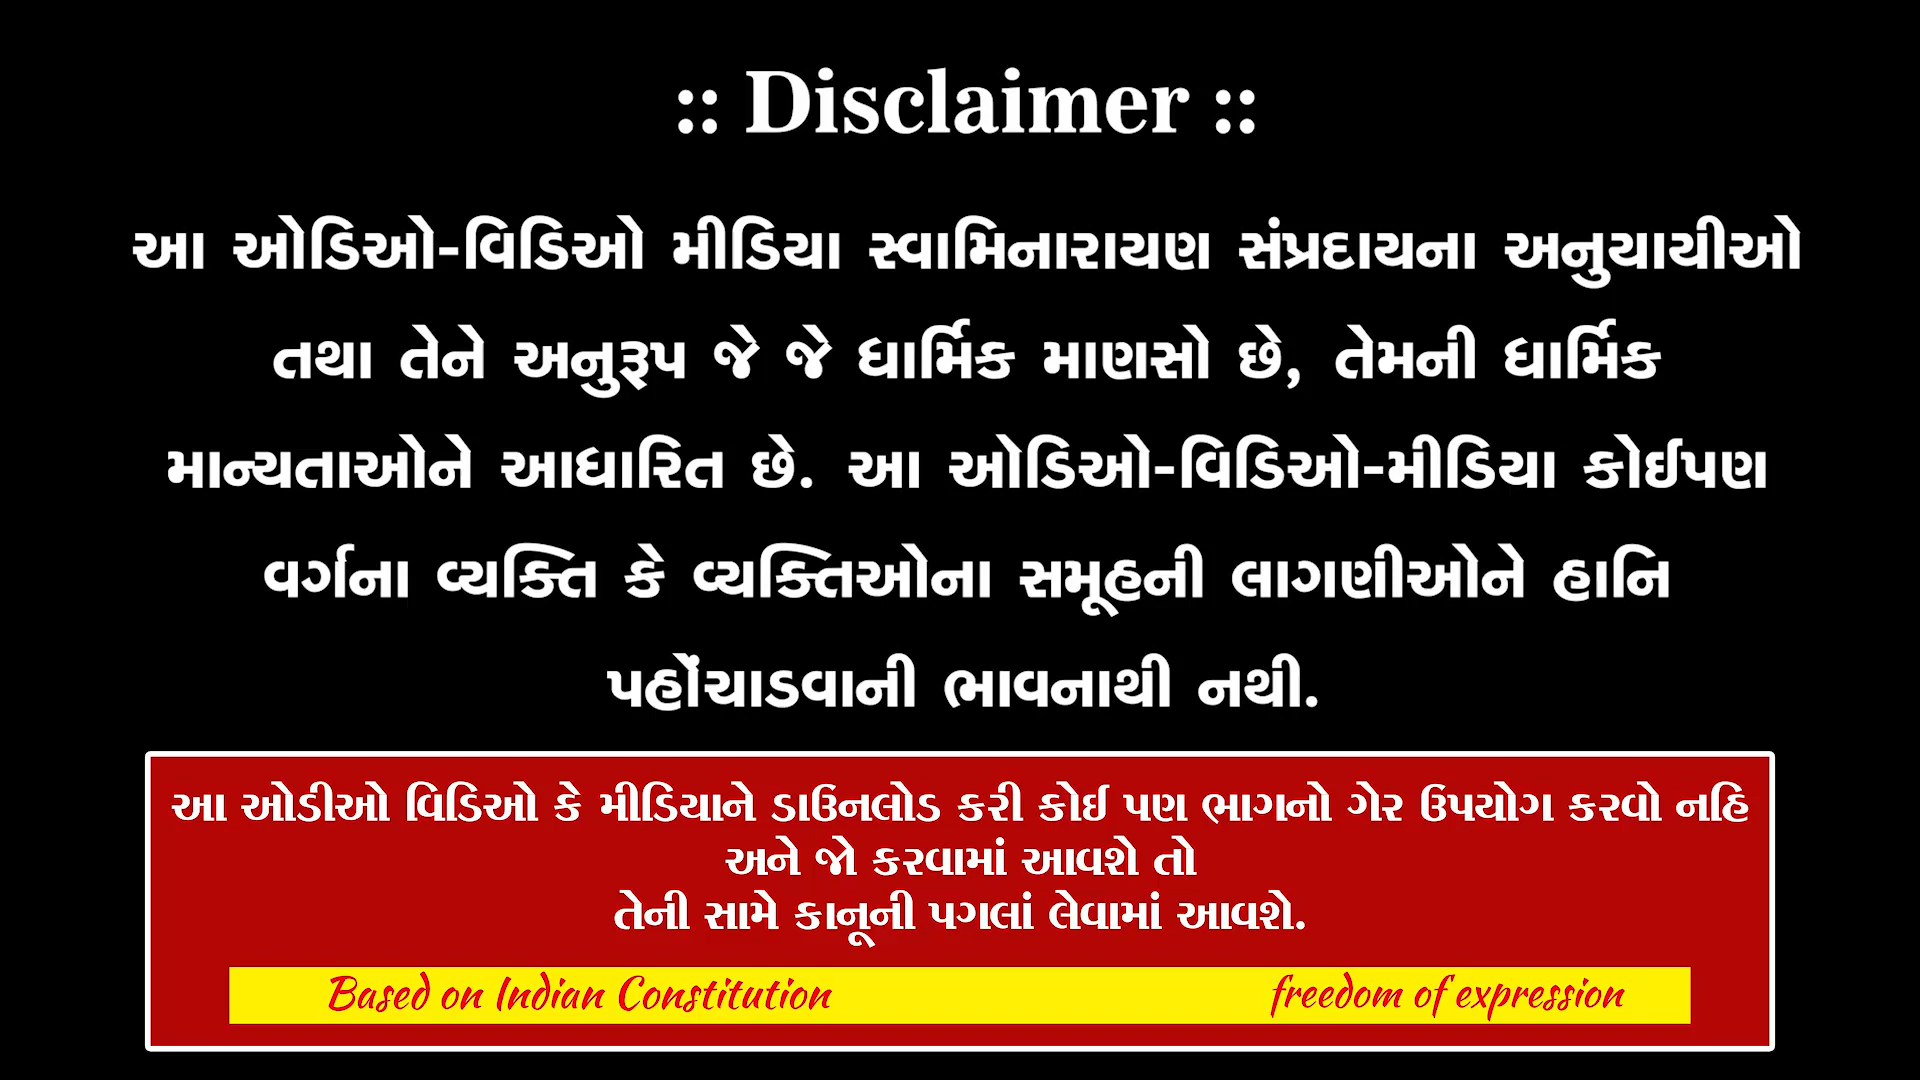 :: Disclaimer ::
આ ઓડિઓ-વિડિઓ મીડિયા સ્વામિનારાયણ સંપ્રદાયના અનુયાયીઓ
તથા તેને અનુરૂપ જે જે ધાર્મિક માણસો છે, તેમની ધાર્મિક
માન્યતાઓને આધારિત છે. આ ઓડિઓ-વિડિઓ-મીડિયા કોઈપણ
વર્ગના વ્યક્તિ કે વ્યક્તિઓના સમૂહની લાગણીઓને હાનિ
પહોંચાડવાની ભાવનાથી નથી.
આ ઓડીઓ વિડિઓ કે મીડિયાને ડાઉનલોડ કરી કોઈ પણ ભાગનો ગેર ઉપયોગ કરવો નહિ
અને જો કરવામાં આવશે તો
તેની સામે કાનૂની પગલાં લેવામાં આવશે.
Based on Indian Constitution freedom of expression